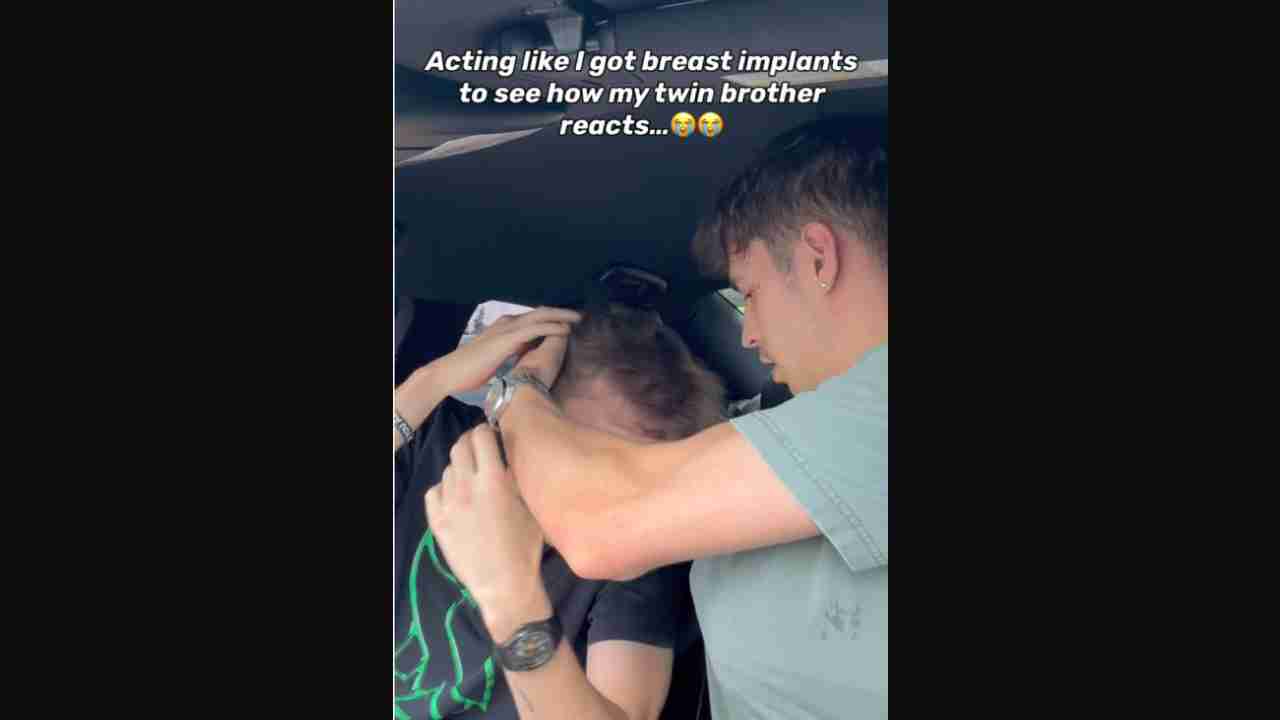 Acting like I got breast implants
to see how my twin brother
reacts...😭😭